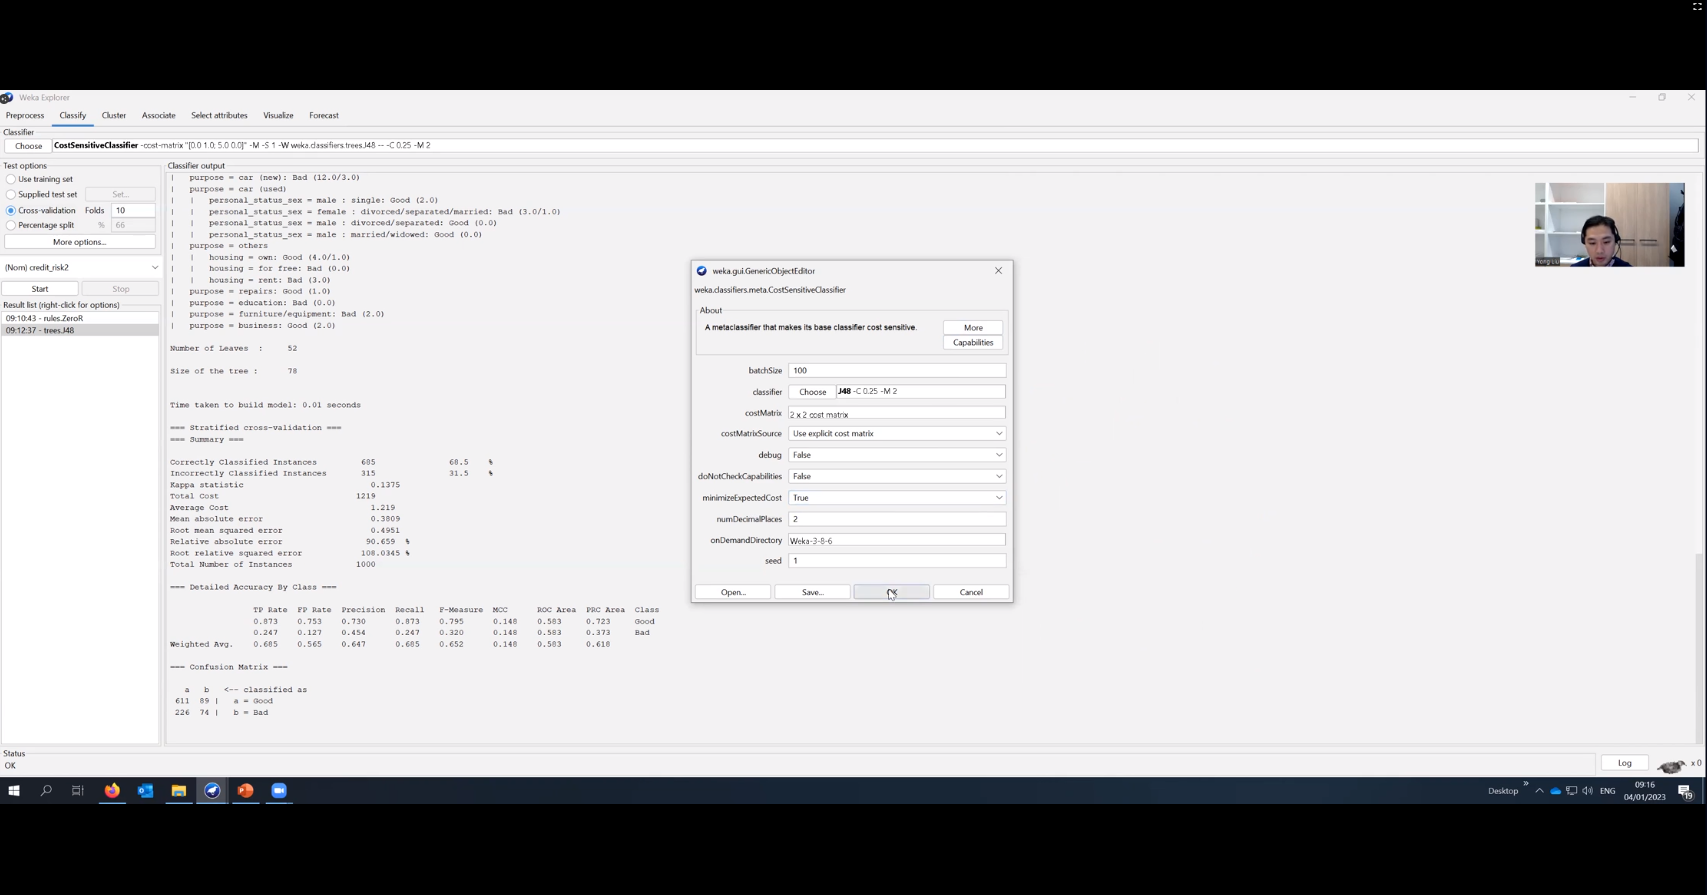 Weka Explorer
Preprocess Classify Cluster Associate Select attributes Visualize Forecast
Classifier
Choose CostSensitiveClassifier -cost-matrix "[0.0 1.0; 5.0 0.0]" -M -S 1 -W weka.classifiers.trees.J48 -- -C 0.25 -M 2
Test options
Use training set
Supplied test set Set...
Cross-validation Folds 10
Percentage split % 66
More options...
(Nom) credit_risk2
Start Stop
Result list (right-click for options)
09:10:43 - rules.ZeroR
09:12:37 - trees.J48
Classifier output
| purpose = car (new): Bad (12.0/3.0)
| purpose = car (used)
| | personal_status_sex = male : single: Good (2.0)
| | personal_status_sex = female : divorced/separated/married: Bad (3.0/1.0)
| | personal_status_sex = male : divorced/separated: Good (0.0)
| | personal_status_sex = male : married/widowed: Good (0.0)
| purpose = others
| | housing = own: Good (4.0/1.0)
| | housing = for free: Bad (0.0)
| | housing = rent: Bad (3.0)
| purpose = repairs: Good (1.0)
| purpose = education: Bad (0.0)
| purpose = furniture/equipment: Bad (2.0)
| purpose = business: Good (2.0)
Number of Leaves : 52
Size of the tree : 78
Time taken to build model: 0.01 seconds
=== Stratified cross-validation ===
=== Summary ===
Correctly Classified Instances 685 68.5 %
Incorrectly Classified Instances 315 31.5 %
Kappa statistic 0.1375
Total Cost 1219
Average Cost 1.219
Mean absolute error 0.3809
Root mean squared error 0.4951
Relative absolute error 90.659 %
Root relative squared error 108.0345 %
Total Number of Instances 1000
=== Detailed Accuracy By Class ===
TP Rate FP Rate Precision Recall F-Measure MCC ROC Area PRC Area Class
0.873 0.753 0.730 0.873 0.795 0.148 0.583 0.723 Good
0.247 0.127 0.454 0.247 0.320 0.148 0.583 0.373 Bad
Weighted Avg. 0.685 0.565 0.647 0.685 0.652 0.148 0.583 0.618
=== Confusion Matrix ===
a b <-- classified as
611 89 | a = Good
226 74 | b = Bad
weka.gui.GenericObjectEditor
weka.classifiers.meta.CostSensitiveClassifier
About
A metaclassifier that makes its base classifier cost sensitive.
More
Capabilities
batchSize 100
classifier Choose J48 -C 0.25 -M 2
costMatrix 2 x 2 cost matrix
costMatrixSource Use explicit cost matrix
debug False
doNotCheckCapabilities False
minimizeExpectedCost True
numDecimalPlaces 2
onDemandDirectory Weka-3-8-6
seed 1
Open... Save... Cancel
Yong Liu
Status
OK
Log x 0
Desktop ENG
09:16
04/01/2023
19